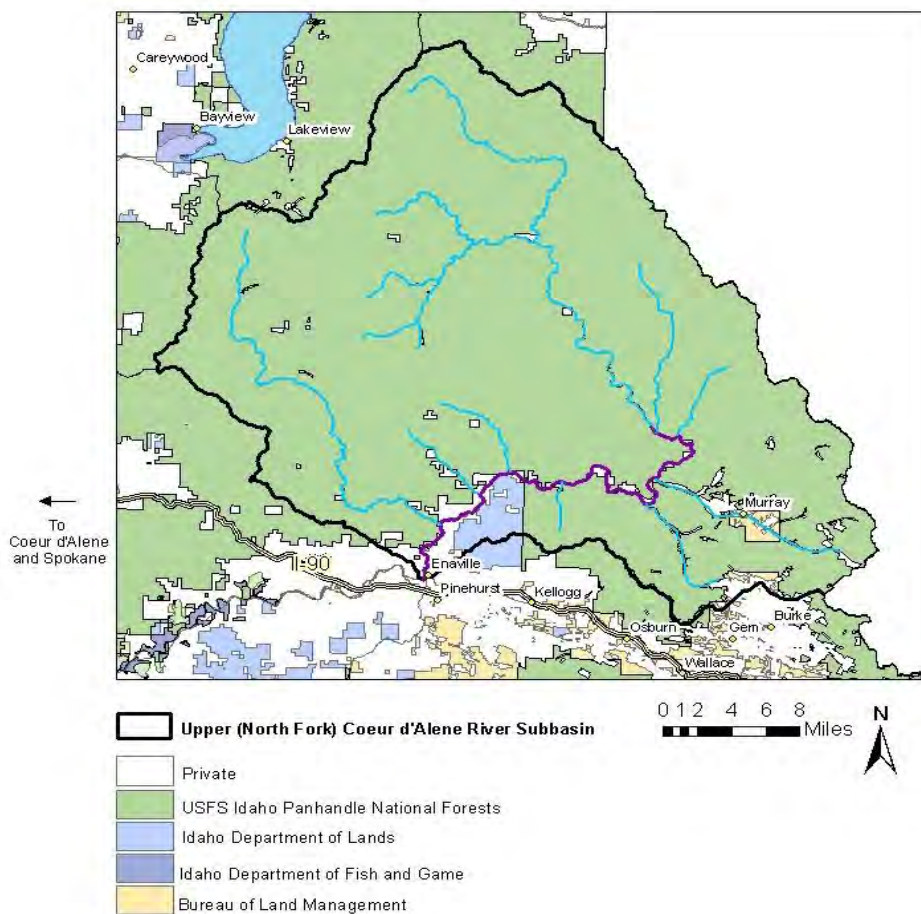 Careywood
Bayview
Lakeview
To
Coeur d'Alene
and Spokane
Murray
I-90
Enaville
Pinehurst
Kellogg
Osburn
Gem
Burke
Wallace
Upper (North Fork) Coeur d'Alene River Subbasin
0 1 2 4 6 8
Miles
N
Private
USFS Idaho Panhandle National Forests
Idaho Department of Lands
Idaho Department of Fish and Game
Bureau of Land Management